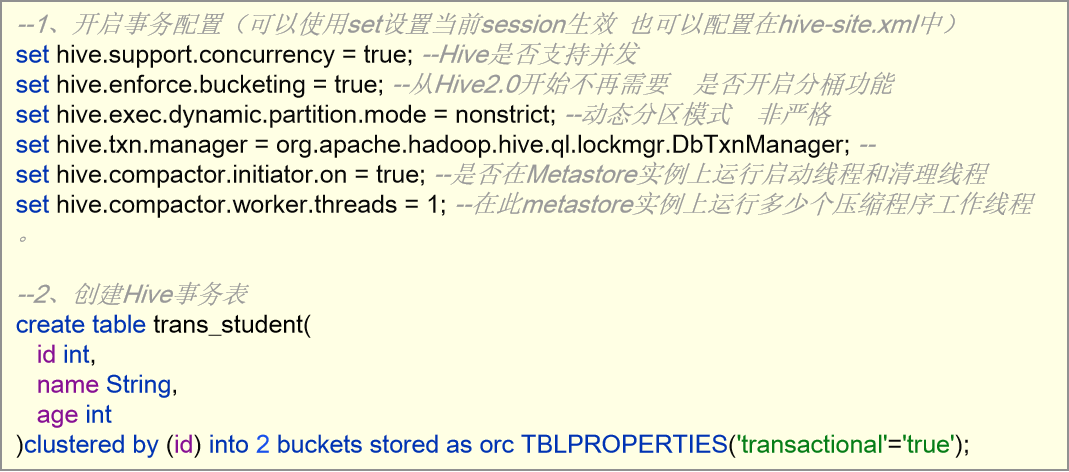 --1、开启事务配置（可以使用set设置当前session生效 也可以配置在hive-site.xml中）
set hive.support.concurrency = true; --Hive是否支持并发
set hive.enforce.bucketing = true; --从Hive2.0开始不再需要  是否开启分桶功能
set hive.exec.dynamic.partition.mode = nonstrict; --动态分区模式  非严格
set hive.txn.manager = org.apache.hadoop.hive.ql.lockmgr.DbTxnManager; --
set hive.compactor.initiator.on = true; --是否在Metastore实例上运行启动线程和清理线程
set hive.compactor.worker.threads = 1; --在此metastore实例上运行多少个压缩程序工作线程
。
--2、创建Hive事务表
create table trans_student(
id int,
name String,
age int
)clustered by (id) into 2 buckets stored as orc TBLPROPERTIES('transactional'='true');